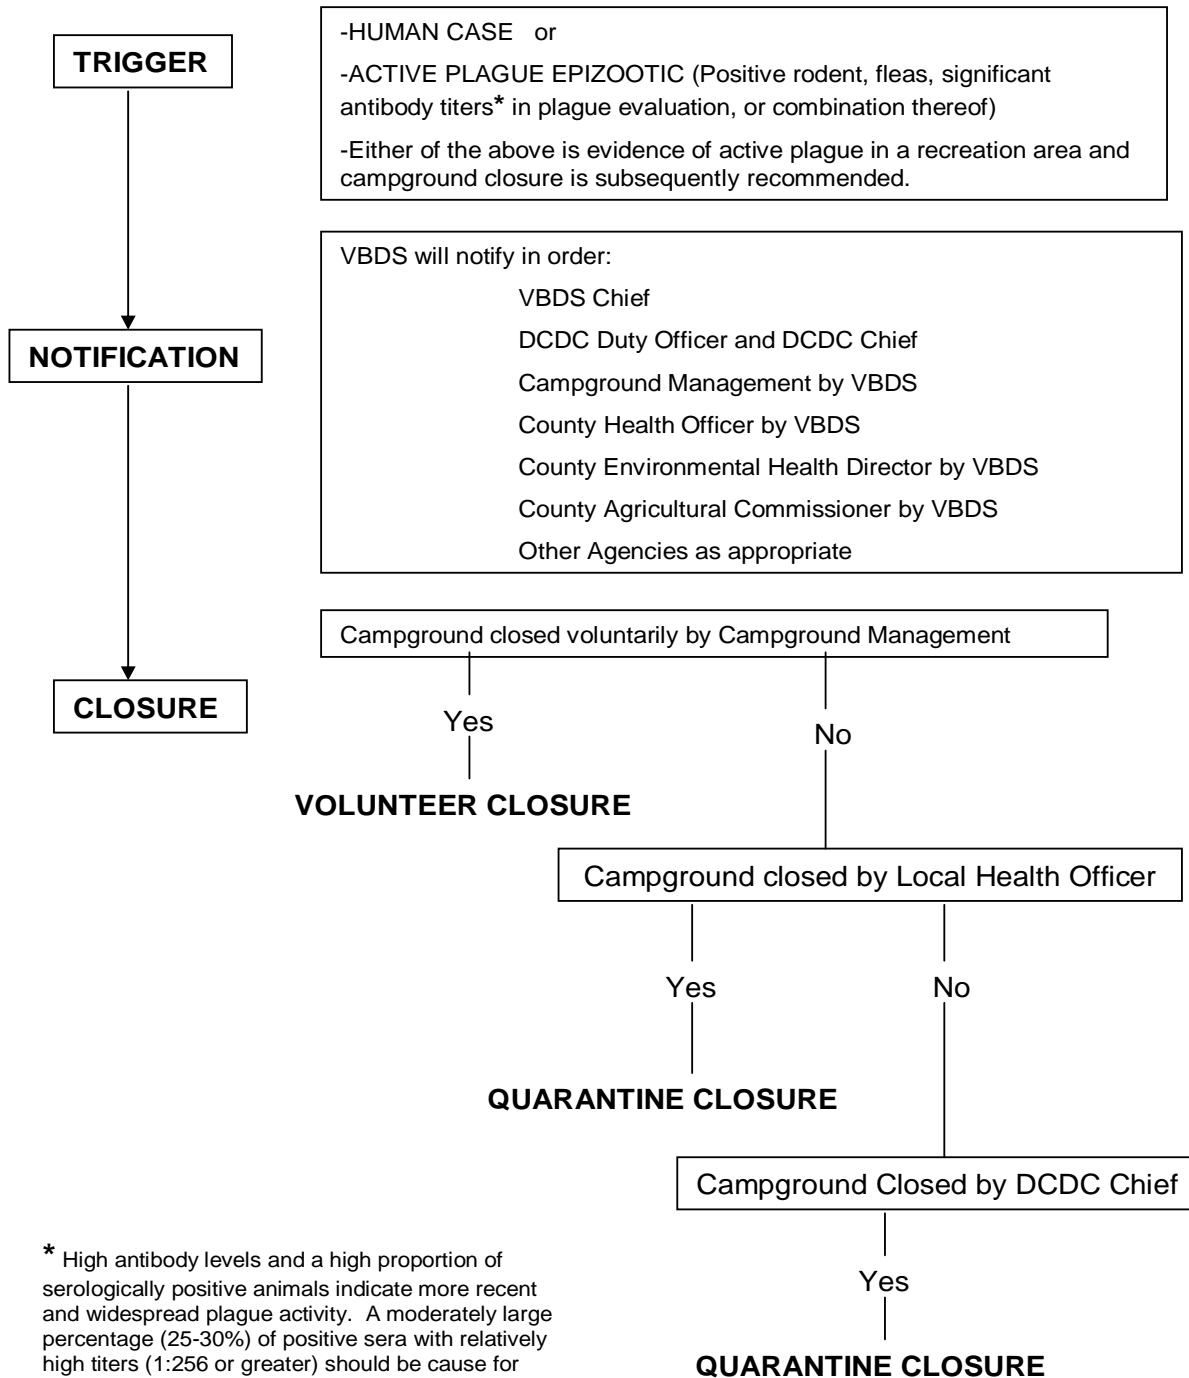 TRIGGER
-HUMAN CASE or
-ACTIVE PLAGUE EPIZOOTIC (Positive rodent, fleas, significant
antibody titers* in plague evaluation, or combination thereof)
-Either of the above is evidence of active plague in a recreation area and
campground closure is subsequently recommended.
NOTIFICATION
VBDS will notify in order:
VBDS Chief
DCDC Duty Officer and DCDC Chief
Campground Management by VBDS
County Health Officer by VBDS
County Environmental Health Director by VBDS
County Agricultural Commissioner by VBDS
Other Agencies as appropriate
CLOSURE
Campground closed voluntarily by Campground Management
Yes
No
VOLUNTEER CLOSURE
Campground closed by Local Health Officer
Yes
No
QUARANTINE CLOSURE
Campground Closed by DCDC Chief
Yes
QUARANTINE CLOSURE
* High antibody levels and a high proportion of
serologically positive animals indicate more recent
and widespread plague activity. A moderately large
percentage (25-30%) of positive sera with relatively
high titers (1:256 or greater) should be cause for